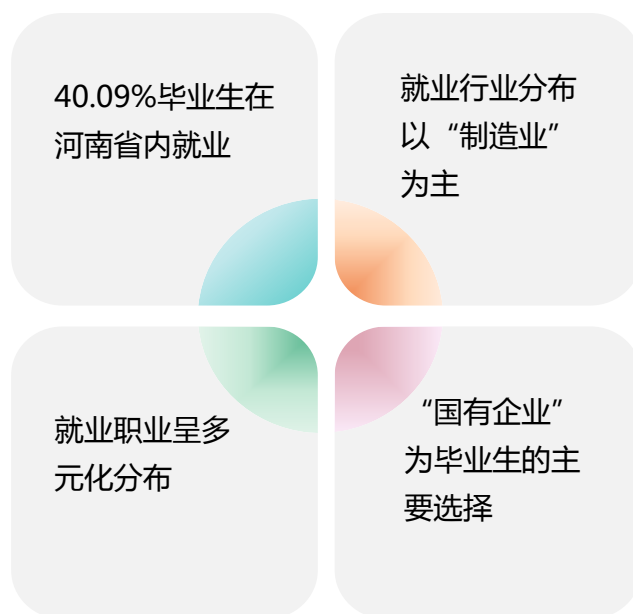 40.09%毕业生在
河南省内就业
就业行业分布
以“制造业”
为主
就业职业呈多
元化分布
“国有企业”
为毕业生的主
要选择